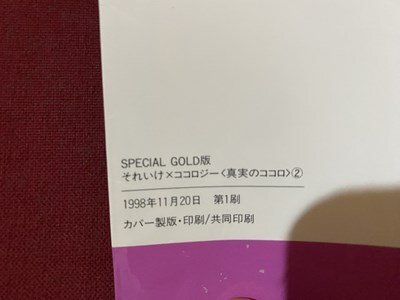 SPECIAL GOLD版
それいけ×ココロジー〈真実のココロ〉②
1998年11月20日　第1刷
カバー製版・印刷/共同印刷